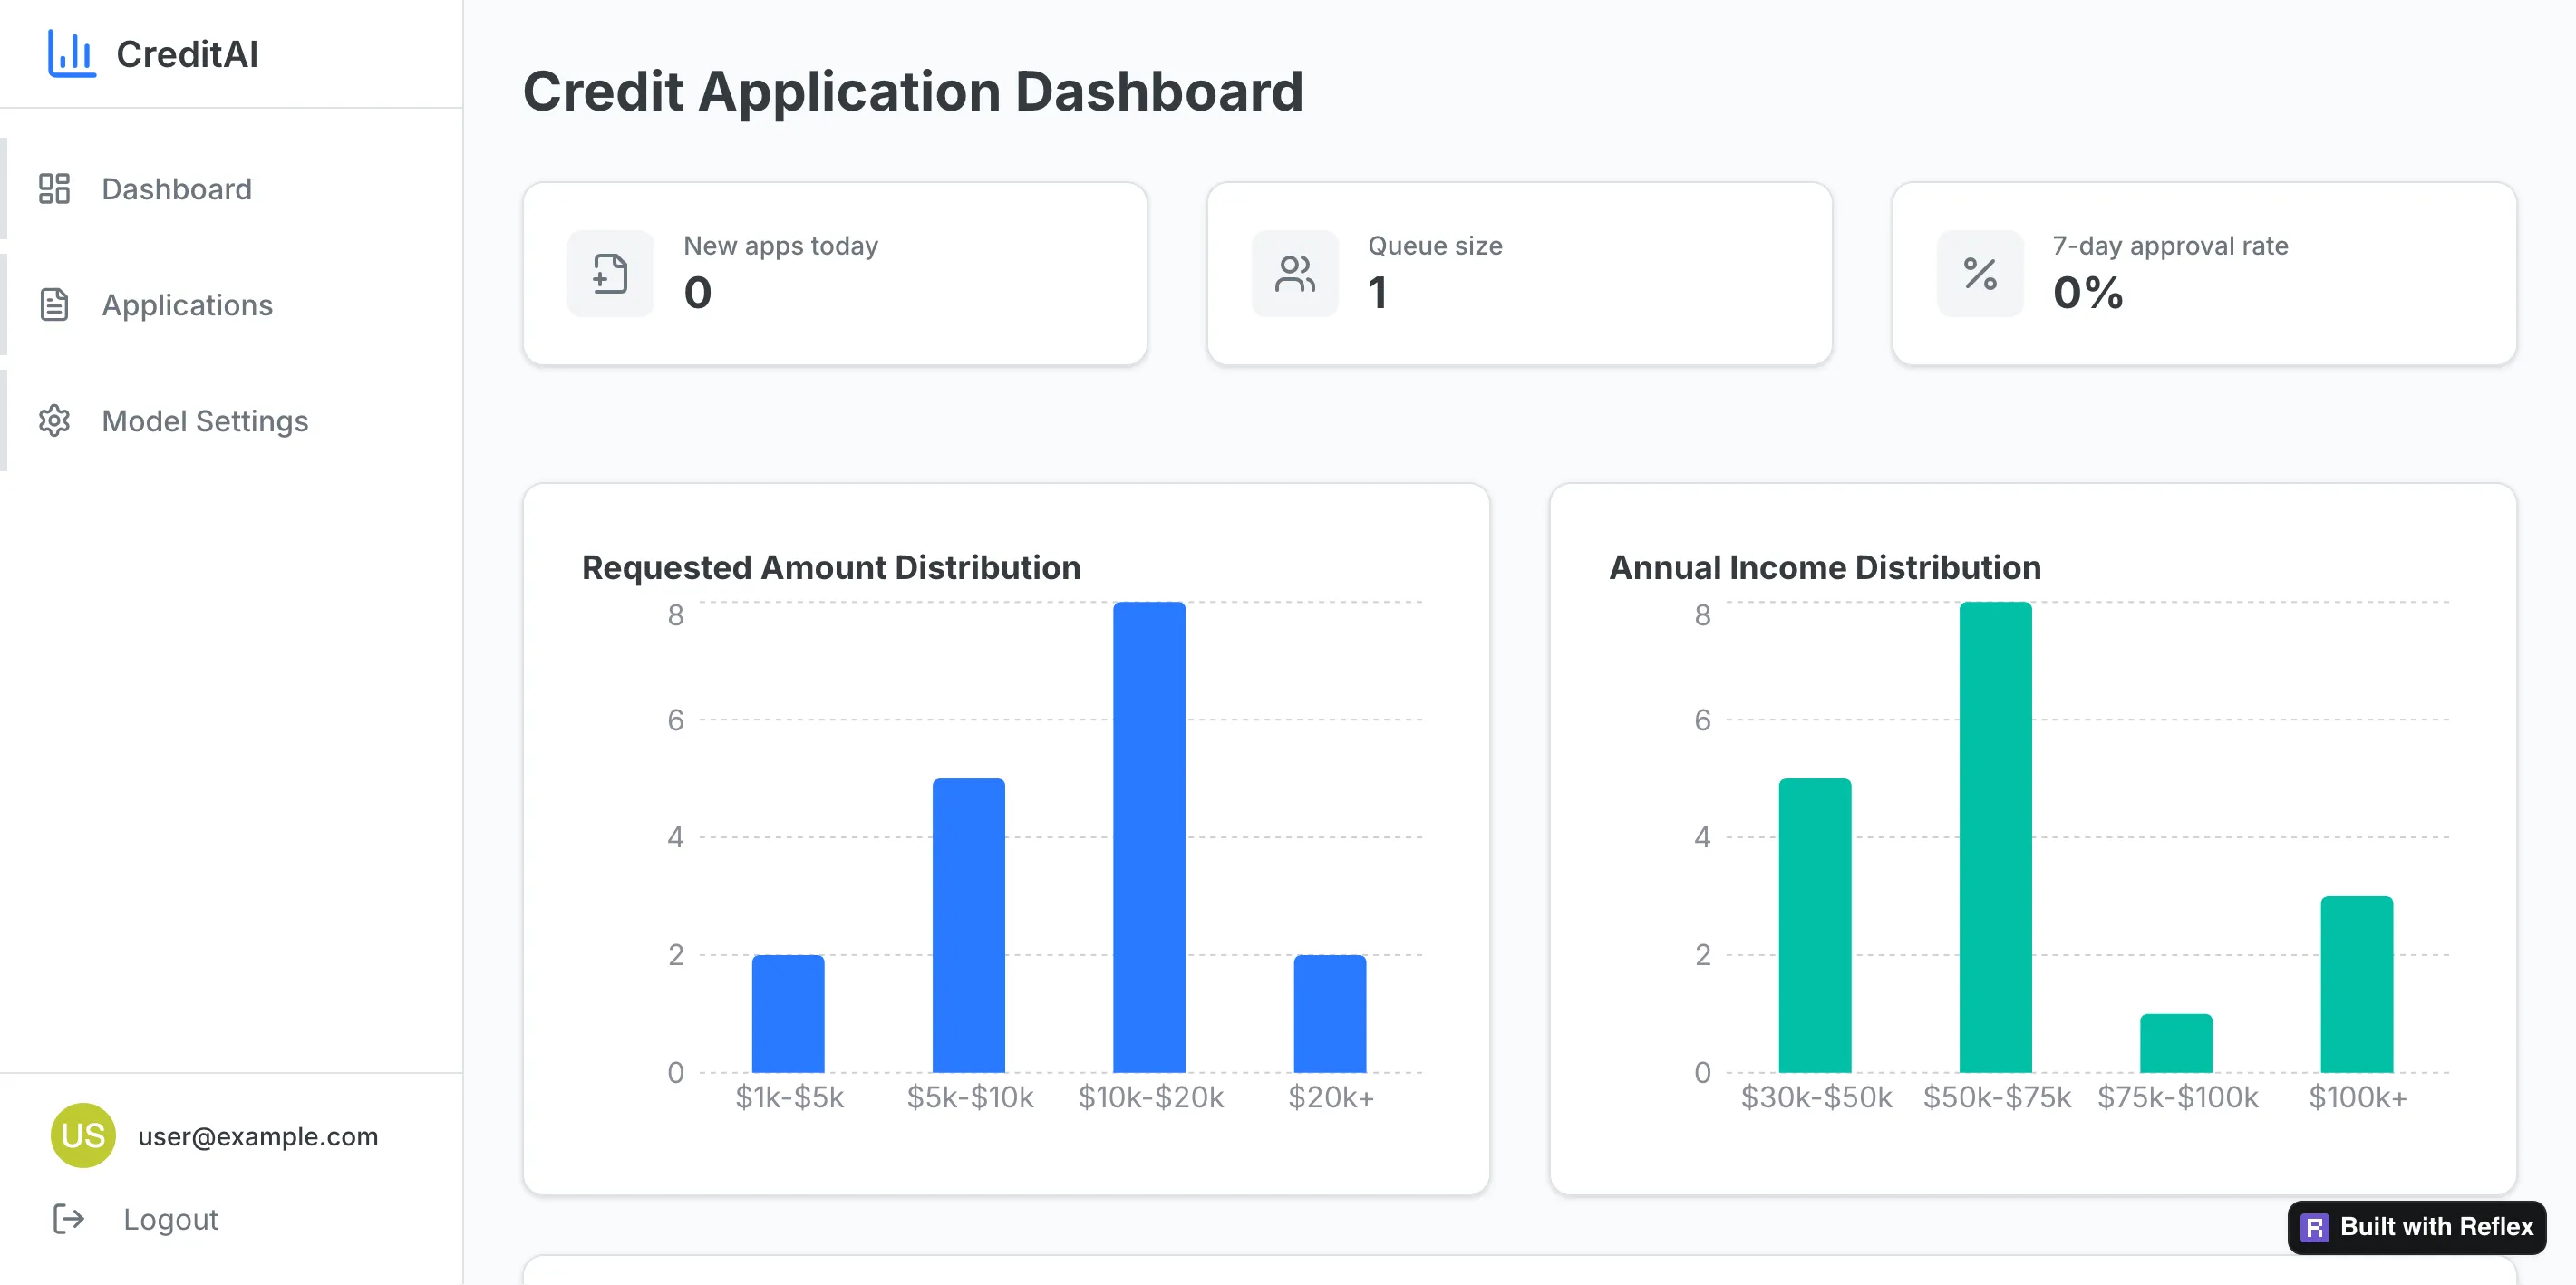 CreditAI
Dashboard
Applications
Model Settings
user@example.com
US
Logout
Credit Application Dashboard
New apps today
0
Queue size
1
7-day approval rate
0%
Requested Amount Distribution
8
6
4
2
0
$1k-$5k $5k-$10k $10k-$20k $20k+
Annual Income Distribution
8
6
4
2
0
$30k-$50k $50k-$75k $75k-$100k $100k+
Built with Reflex